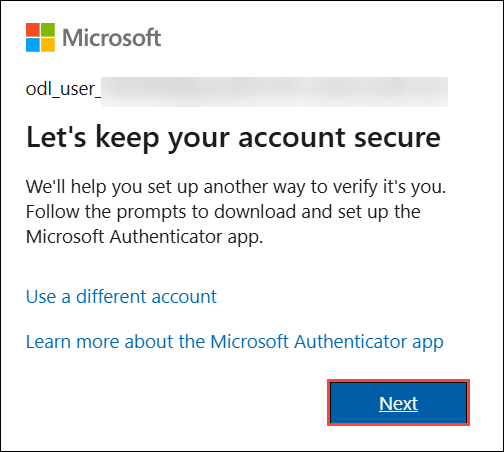 Microsoft
odl_user_
Let's keep your account secure
We'll help you set up another way to verify it's you.
Follow the prompts to download and set up the
Microsoft Authenticator app.
Use a different account
Learn more about the Microsoft Authenticator app
Next